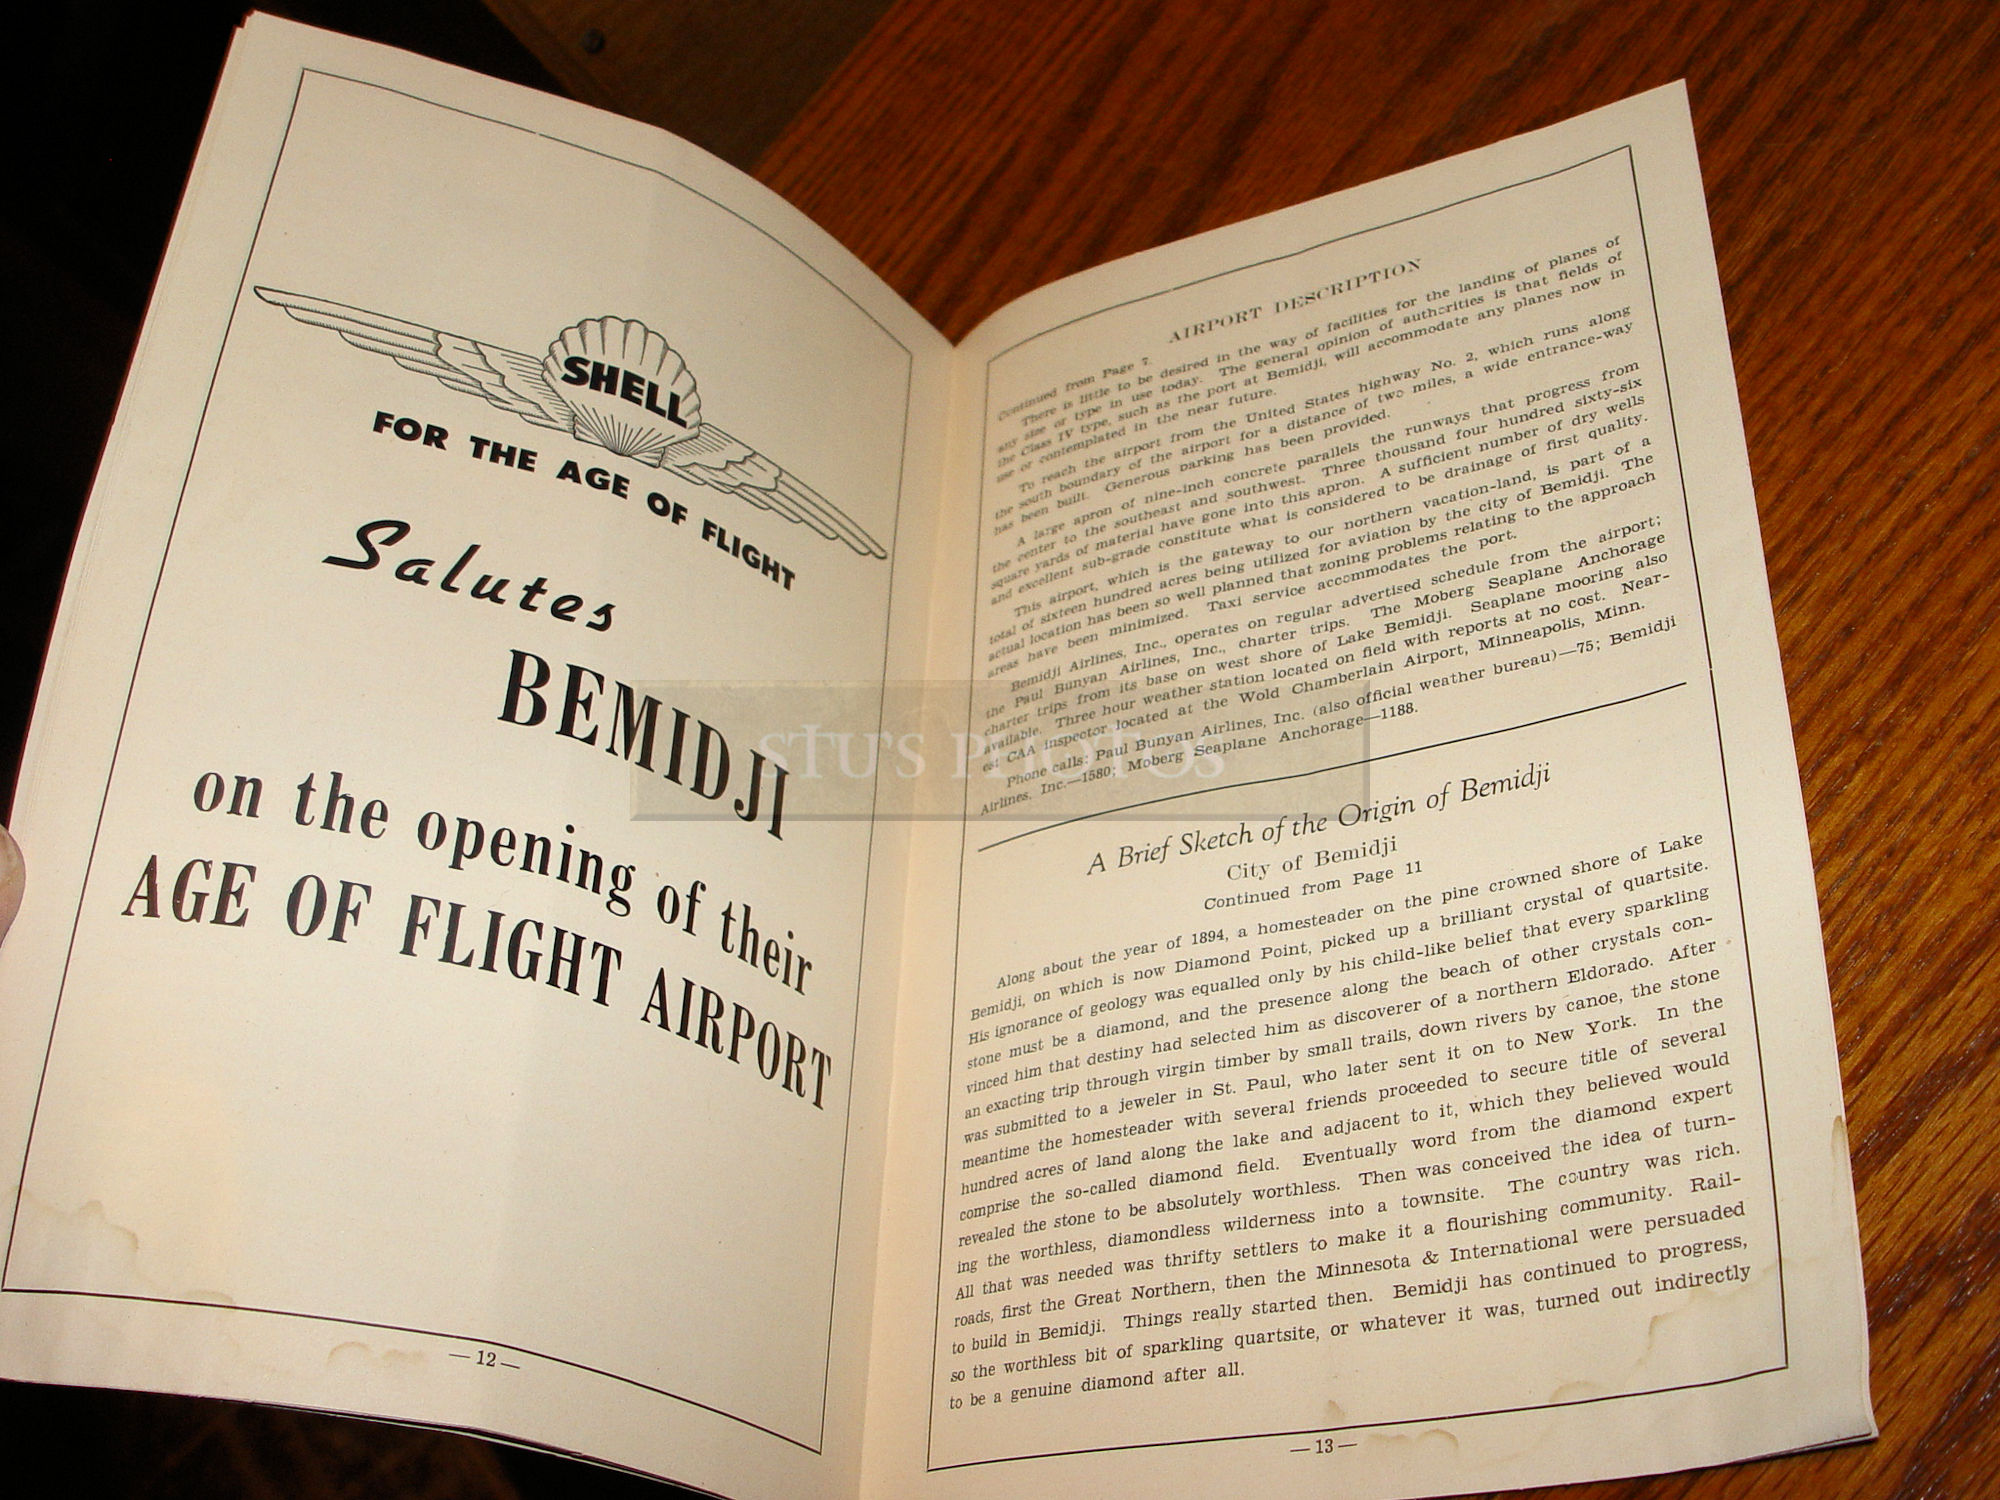 SHELL
FOR THE AGE OF FLIGHT
Salutes
BEMIDJI
on the opening of their
AGE OF FLIGHT AIRPORT
—12—
AIRPORT DESCRIPTION
Continued from Page 7.
There is little to be desired in the way of facilities for the landing of planes of
any size or type in use today. The general opinion of authorities is that fields of
the Class IV type, such as the port at Bemidji, will accommodate any planes now in
use or contemplated in the near future.
To reach the airport from the United States highway No. 2, which runs along
the south boundary of the airport for a distance of two miles, a wide entrance-way
has been built. Generous parking has been provided.
A large apron of nine-inch concrete parallels the runways that progress from
the center to the southeast and southwest. Three thousand four hundred sixty-six
square yards of material have gone into this apron. A sufficient number of dry wells
and excellent sub-grade constitute what is considered to be drainage of first quality.
This airport, which is the gateway to our northern vacation-land, is part of a
total of sixteen hundred acres being utilized for aviation by the city of Bemidji. The
actual location has been so well planned that zoning problems relating to the approach
areas have been minimized. Taxi service accommodates the port.
Bemidji Airlines, Inc., operates on regular advertised schedule from the airport;
the Paul Bunyan Airlines, Inc., charter trips. The Moberg Seaplane Anchorage
charter trips from its base on west shore of Lake Bemidji. Seaplane mooring also
available. Three hour weather station located on field with reports at no cost. Near-
est CAA inspector located at the Wold Chamberlain Airport, Minneapolis, Minn.
Phone calls: Paul Bunyan Airlines, Inc. (also official weather bureau)—75; Bemidji
Airlines, Inc.—1580; Moberg Seaplane Anchorage—1188.
STU'S PHOTOS
A Brief Sketch of the Origin of Bemidji
City of Bemidji
Continued from Page 11
Along about the year of 1894, a homesteader on the pine crowned shore of Lake
Bemidji, on which is now Diamond Point, picked up a brilliant crystal of quartsite.
His ignorance of geology was equalled only by his child-like belief that every sparkling
stone must be a diamond, and the presence along the beach of other crystals con-
vinced him that destiny had selected him as discoverer of a northern Eldorado. After
an exacting trip through virgin timber by small trails, down rivers by canoe, the stone
was submitted to a jeweler in St. Paul, who later sent it on to New York. In the
meantime the homesteader with several friends proceeded to secure title of several
hundred acres of land along the lake and adjacent to it, which they believed would
comprise the so-called diamond field. Eventually word from the diamond expert
revealed the stone to be absolutely worthless. Then was conceived the idea of turn-
ing the worthless, diamondless wilderness into a townsite. The country was rich.
All that was needed was thrifty settlers to make it a flourishing community. Rail-
roads, first the Great Northern, then the Minnesota & International were persuaded
to build in Bemidji. Things really started then. Bemidji has continued to progress,
so the worthless bit of sparkling quartsite, or whatever it was, turned out indirectly
to be a genuine diamond after all.
—13—